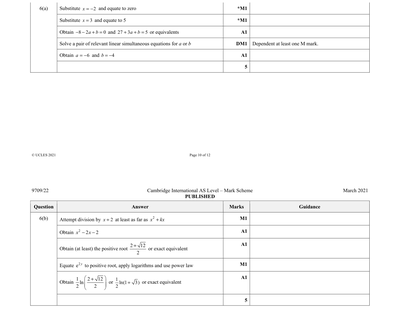 6(a) Substitute x = −2 and equate to zero *M1
Substitute x = 3 and equate to 5 *M1
Obtain −8 − 2a + b = 0 and 27 + 3a + b = 5 or equivalents A1
Solve a pair of relevant linear simultaneous equations for a or b DM1 Dependent at least one M mark.
Obtain a = −6 and b = −4 A1
5
© UCLES 2021 Page 10 of 12
9709/22 Cambridge International AS Level – Mark Scheme March 2021
PUBLISHED
Question Answer Marks Guidance
6(b) Attempt division by x + 2 at least as far as x² + kx M1
Obtain x² − 2x − 2 A1
Obtain (at least) the positive root (2 + √12)/2 or exact equivalent A1
Equate e²ˣ to positive root, apply logarithms and use power law M1
Obtain ½ ln((2 + √12)/2) or ½ ln(1 + √3) or exact equivalent A1
5